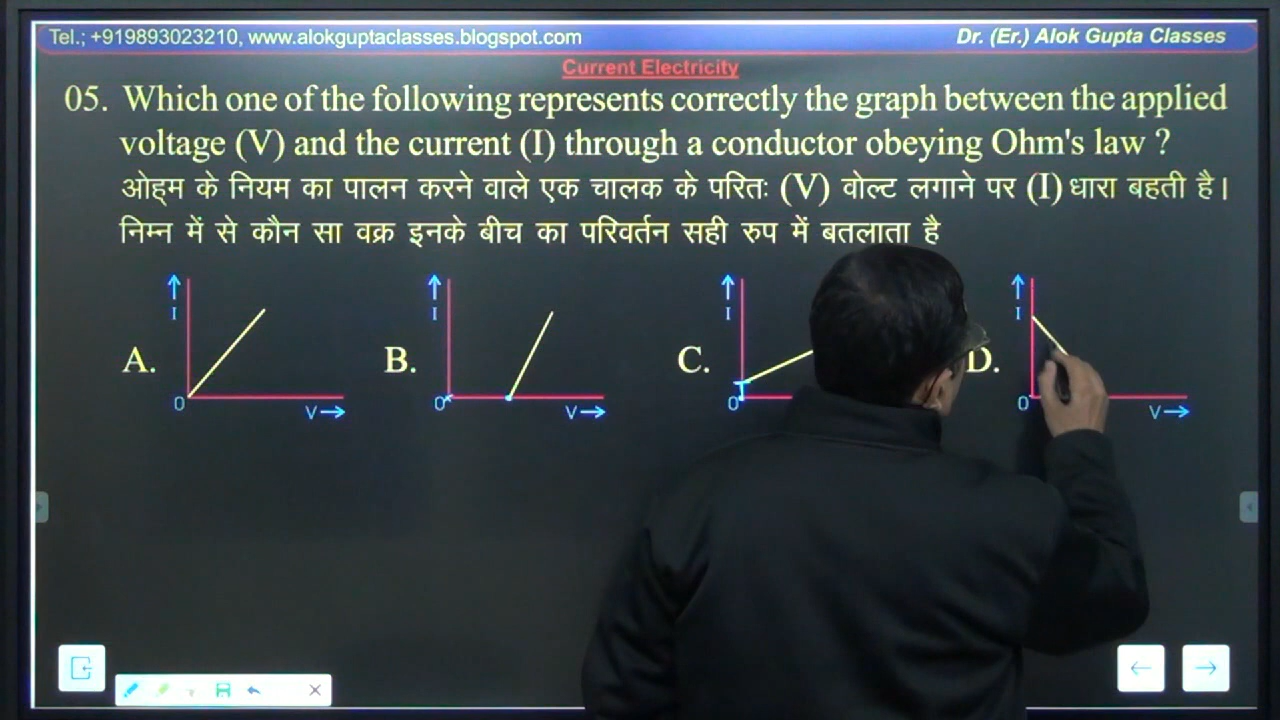 Tel.; +919893023210, www.alokguptaclasses.blogspot.com Dr. (Er.) Alok Gupta Classes
Current Electricity
05. Which one of the following represents correctly the graph between the applied
voltage (V) and the current (I) through a conductor obeying Ohm's law ?
ओह्म के नियम का पालन करने वाले एक चालक के परितः (V) वोल्ट लगाने पर (I) धारा बहती है।
निम्न में से कौन सा वक्र इनके बीच का परिवर्तन सही रुप में बतलाता है
A. I 0 V
B. I 0 V
C. I 0
D. I 0 V